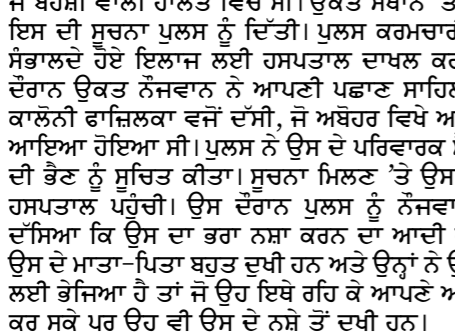 ਜੋ ਬੇਹੋਸ਼ੀ ਵਾਲੀ ਹਾਲਤ ਵਿਚ ਸੀ। ਉਕਤ ਸਥਾਨ
ਇਸ ਦੀ ਸੂਚਨਾ ਪੁਲਸ ਨੂੰ ਦਿੱਤੀ। ਪੁਲਸ ਕਰਮਚਾਰੀ
ਸੰਭਾਲਦੇ ਹੋਏ ਇਲਾਜ ਲਈ ਹਸਪਤਾਲ ਦਾਖਲ ਕਰ
ਦੌਰਾਨ ਉਕਤ ਨੌਜਵਾਨ ਨੇ ਆਪਣੀ ਪਛਾਣ ਸਾਹਿਲ
ਕਾਲੋਨੀ ਫਾਜ਼ਿਲਕਾ ਵਜੋਂ ਦੱਸੀ, ਜੋ ਅਬੋਹਰ ਵਿਖੇ ਅ
ਆਇਆ ਹੋਇਆ ਸੀ। ਪੁਲਸ ਨੇ ਉਸ ਦੇ ਪਰਿਵਾਰਕ
ਦੀ ਭੈਣ ਨੂੰ ਸੂਚਿਤ ਕੀਤਾ। ਸੂਚਨਾ ਮਿਲਣ ’ਤੇ ਉਸ
ਹਸਪਤਾਲ ਪਹੁੰਚੀ। ਉਸ ਦੌਰਾਨ ਪੁਲਸ ਨੂੰ ਨੌਜਵਾ
ਦੱਸਿਆ ਕਿ ਉਸ ਦਾ ਭਰਾ ਨਸ਼ਾ ਕਰਨ ਦਾ ਆਦੀ
ਉਸ ਦੇ ਮਾਤਾ-ਪਿਤਾ ਬਹੁਤ ਦੁਖੀ ਹਨ ਅਤੇ ਉਨ੍ਹਾਂ ਨੇ ਉ
ਲਈ ਭੇਜਿਆ ਹੈ ਤਾਂ ਜੋ ਉਹ ਇਥੇ ਰਹਿ ਕੇ ਆਪਣੇ ਅ
ਕਰ ਸਕੇ ਪਰ ਉਹ ਵੀ ਉਸ ਦੇ ਨਸ਼ੇ ਤੋਂ ਦੁਖੀ ਹਨ।